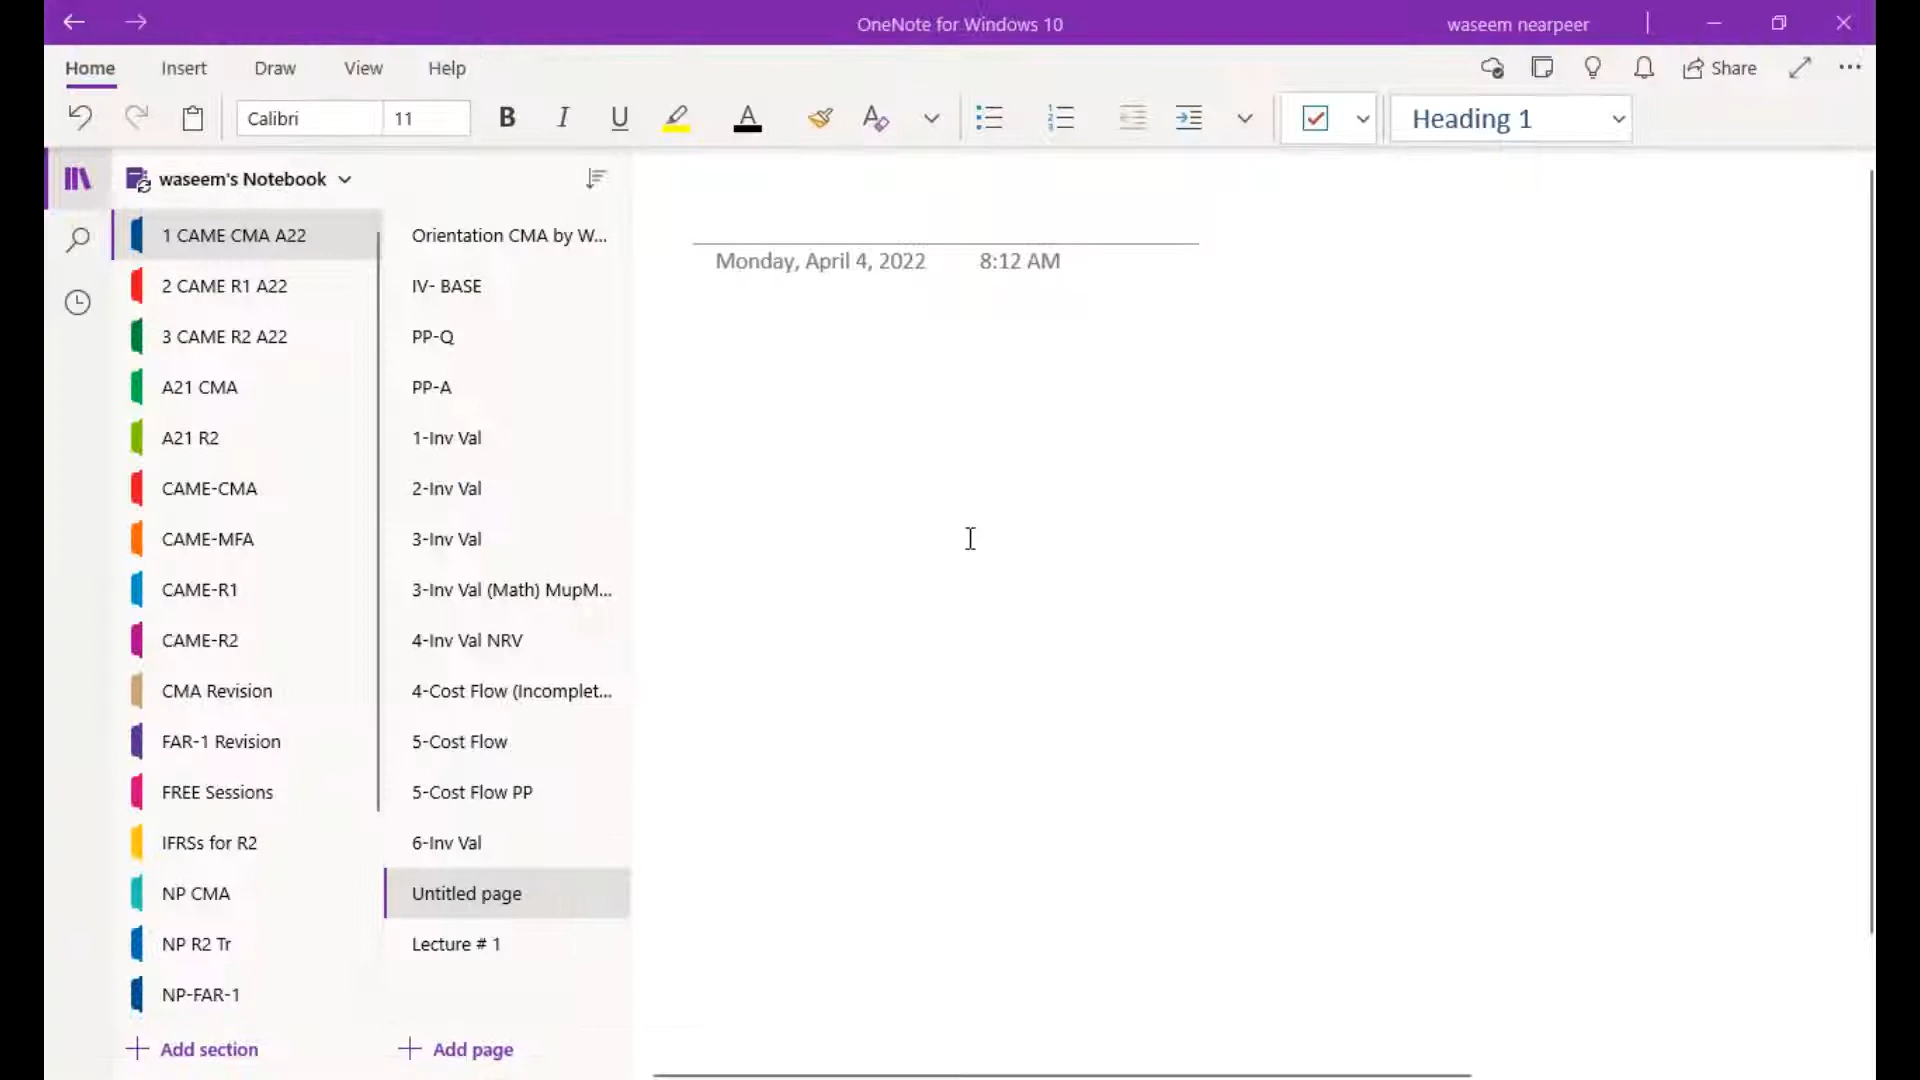 OneNote for Windows 10
waseem nearpeer
Home Insert Draw View Help
Share
Calibri 11 B I U A A Heading 1
waseem's Notebook
1 CAME CMA A22
2 CAME R1 A22
3 CAME R2 A22
A21 CMA
A21 R2
CAME-CMA
CAME-MFA
CAME-R1
CAME-R2
CMA Revision
FAR-1 Revision
FREE Sessions
IFRSs for R2
NP CMA
NP R2 Tr
NP-FAR-1
Add section
Orientation CMA by W...
IV- BASE
PP-Q
PP-A
1-Inv Val
2-Inv Val
3-Inv Val
3-Inv Val (Math) MupM...
4-Inv Val NRV
4-Cost Flow (Incomplet...
5-Cost Flow
5-Cost Flow PP
6-Inv Val
Untitled page
Lecture # 1
Add page
Monday, April 4, 2022 8:12 AM